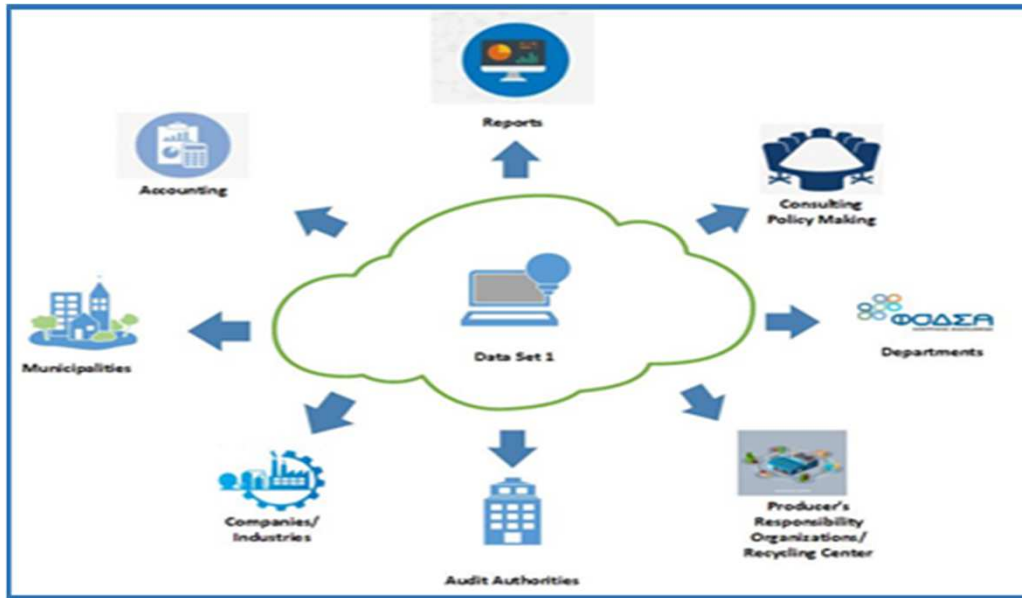 Reports
Accounting
Consulting
Policy Making
Municipalities
Data Set 1
ΦΟΔΣΑ
Departments
Companies/
Industries
Audit Authorities
Producer's
Responsibility
Organizations/
Recycling Center